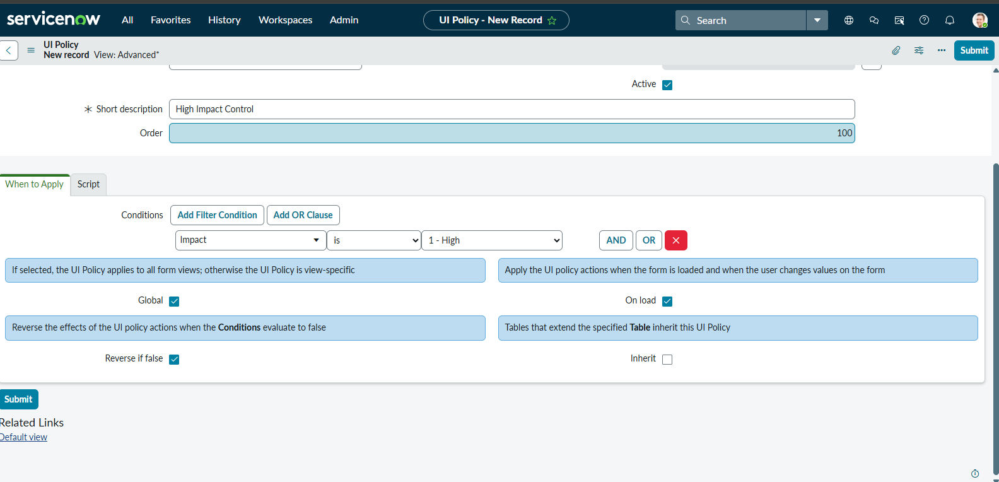 servicenow All Favorites History Workspaces Admin UI Policy - New Record Search
UI Policy
New record View: Advanced* Submit
Active
Short description High Impact Control
Order 100
When to Apply Script
Conditions Add Filter Condition Add OR Clause
Impact is 1 - High AND OR
If selected, the UI Policy applies to all form views; otherwise the UI Policy is view-specific
Apply the UI policy actions when the form is loaded and when the user changes values on the form
Global On load
Reverse the effects of the UI policy actions when the Conditions evaluate to false
Tables that extend the specified Table inherit this UI Policy
Reverse if false Inherit
Submit
Related Links
Default view